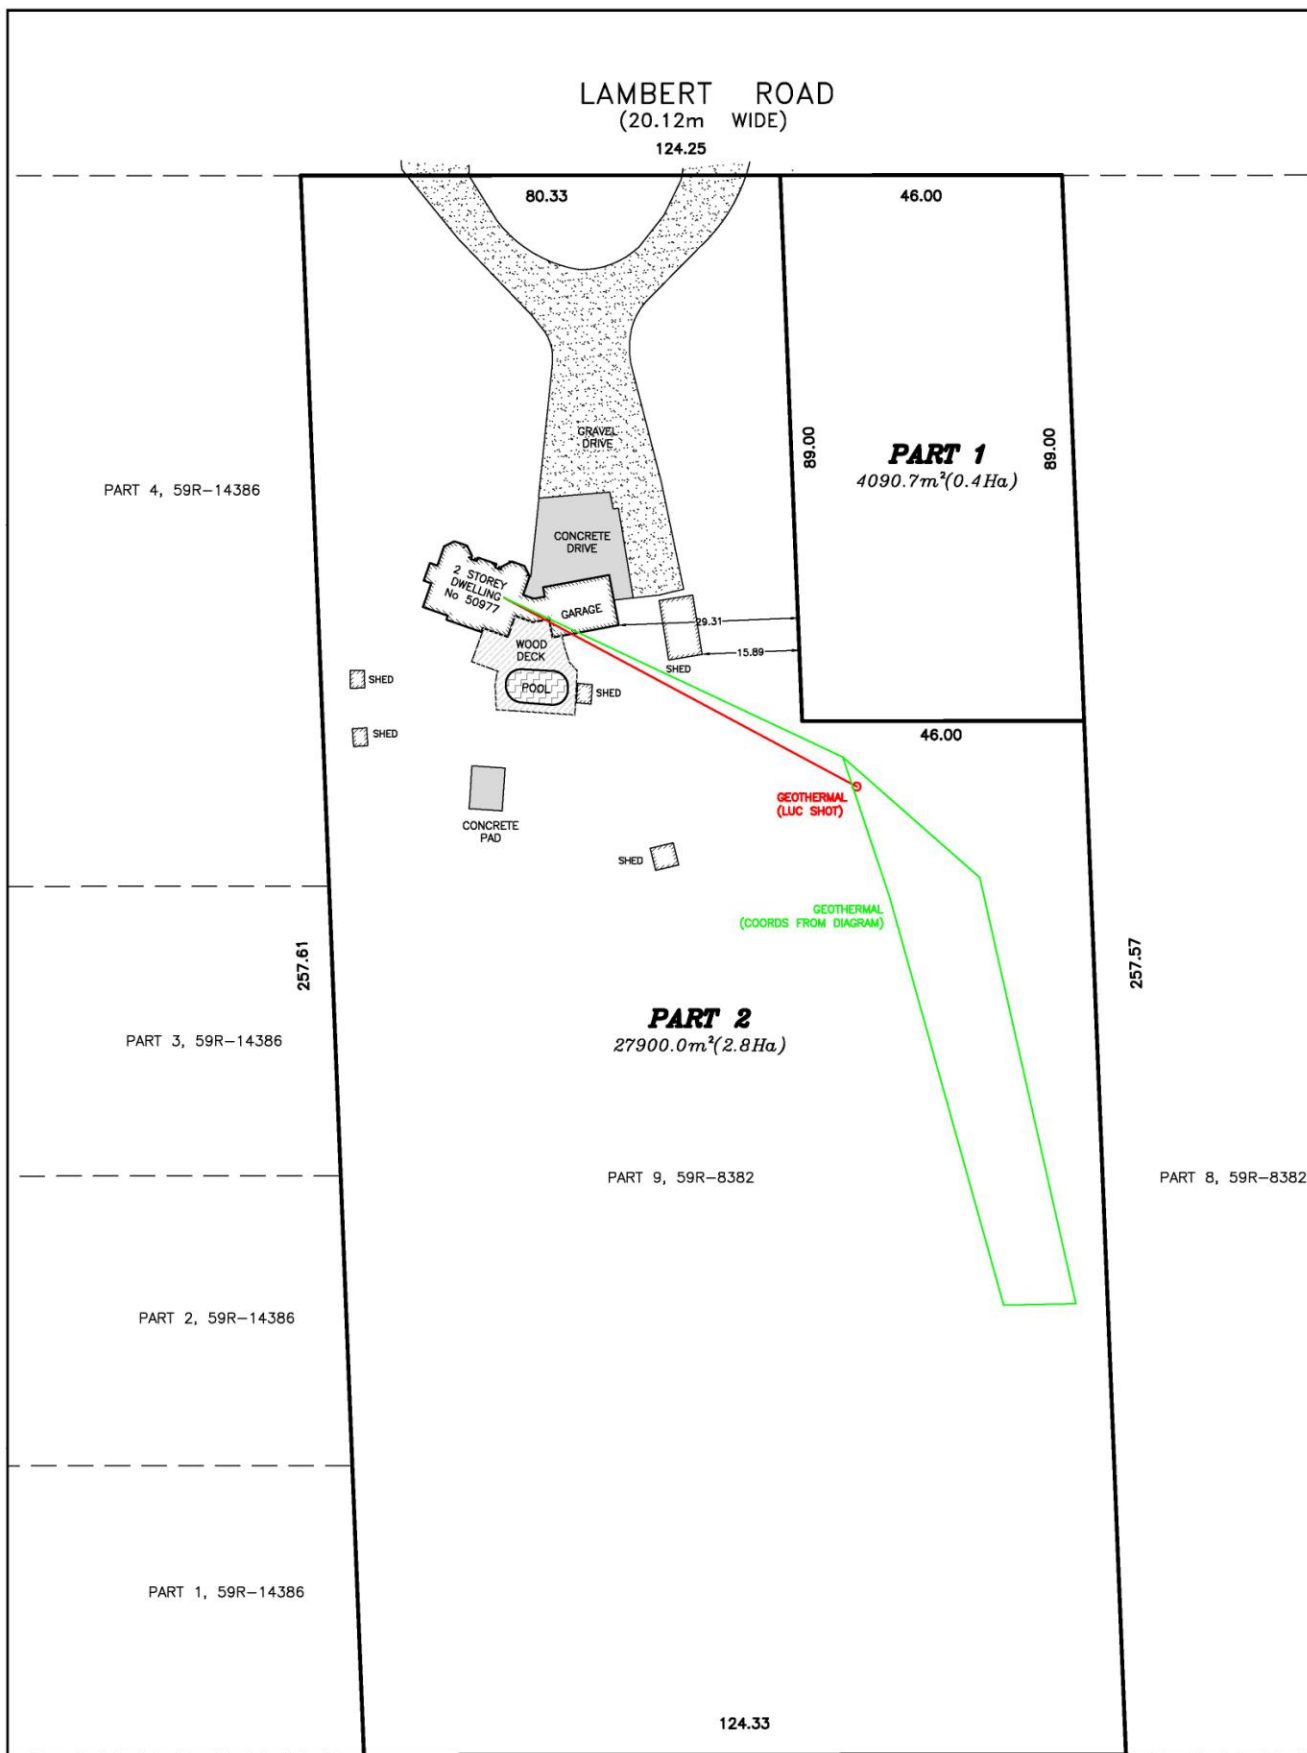 LAMBERT ROAD
(20.12m WIDE)
124.25
80.33
46.00
GRAVEL
DRIVE
89.00
PART 1
4090.7m²(0.4Ha)
89.00
PART 4, 59R-14386
CONCRETE
DRIVE
2 STOREY
DWELLING
No 50977
GARAGE
29.31
15.89
SHED
WOOD
DECK
POOL
SHED
SHED
SHED
46.00
GEOTHERMAL
(LUC SHOT)
CONCRETE
PAD
SHED
GEOTHERMAL
(COORDS FROM DIAGRAM)
257.61
257.57
PART 2
27900.0m²(2.8Ha)
PART 3, 59R-14386
PART 9, 59R-8382
PART 8, 59R-8382
PART 2, 59R-14386
PART 1, 59R-14386
124.33